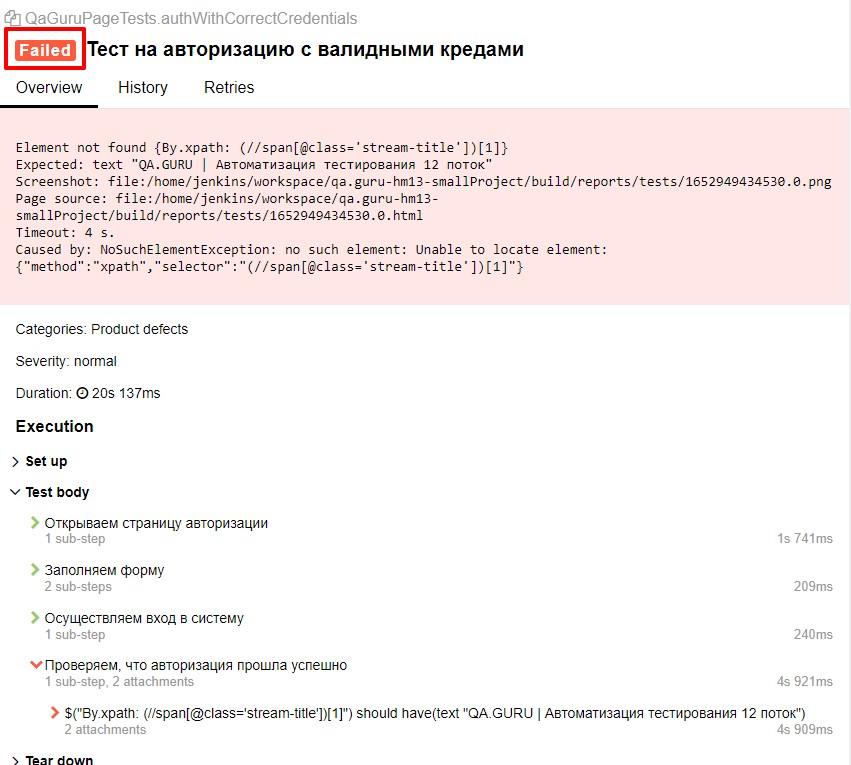 QaGuruPageTests.authWithCorrectCredentials
Failed Тест на авторизацию с валидными кредами
Overview History Retries
Element not found {By.xpath: (//span[@class='stream-title'])[1]}
Expected: text "QA.GURU | Автоматизация тестирования 12 поток"
Screenshot: file:/home/jenkins/workspace/qa.guru-hm13-smallProject/build/reports/tests/1652949434530.0.png
Page source: file:/home/jenkins/workspace/qa.guru-hm13-
smallProject/build/reports/tests/1652949434530.0.html
Timeout: 4 s.
Caused by: NoSuchElementException: no such element: Unable to locate element:
{"method":"xpath","selector":"(//span[@class='stream-title'])[1]"}
Categories: Product defects
Severity: normal
Duration: 20s 137ms
Execution
Set up
Test body
Открываем страницу авторизации
1 sub-step 1s 741ms
Заполняем форму
2 sub-steps 209ms
Осуществляем вход в систему
1 sub-step 240ms
Проверяем, что авторизация прошла успешно
1 sub-step, 2 attachments 4s 921ms
$("By.xpath: (//span[@class='stream-title'])[1]") should have(text "QA.GURU | Автоматизация тестирования 12 поток")
2 attachments 4s 909ms
Tear down